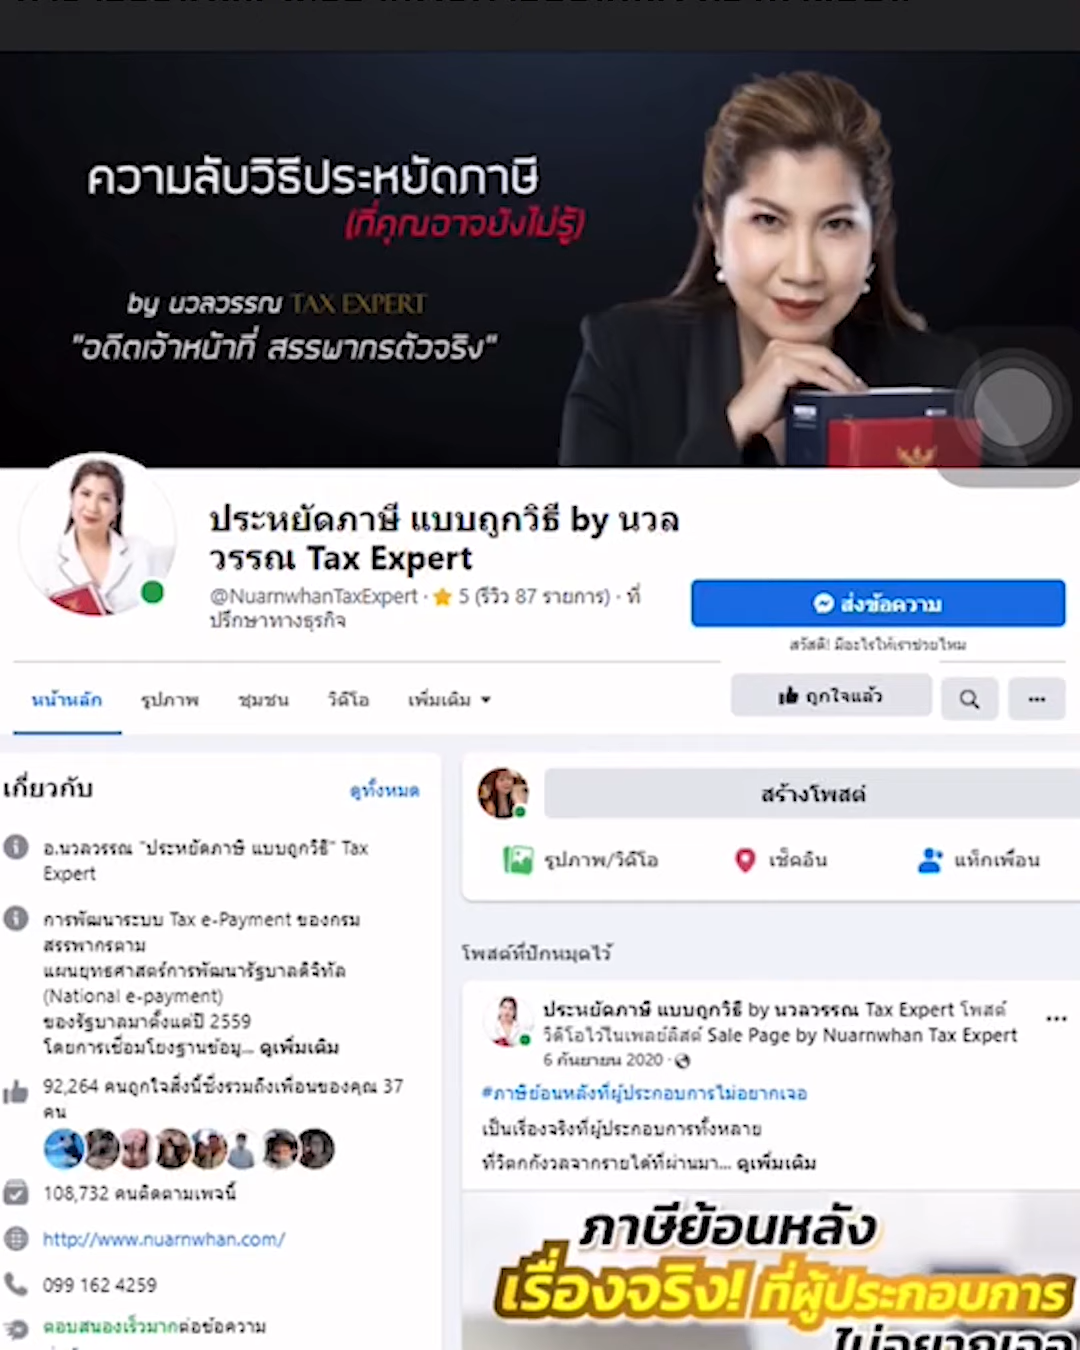 ความลับวิธีประหยัดภาษี
(ที่คุณอาจยังไม่รู้)
by นวลวรรณ TAX EXPERT
"อดีตเจ้าหน้าที่ สรรพากรตัวจริง"
ประหยัดภาษี แบบถูกวิธี by นวล
วรรณ Tax Expert
@NuarnwhanTaxExpert · 5 (รีวิว 87 รายการ) · ที่
ปรึกษาทางธุรกิจ
ส่งข้อความ
สวัสดี! มีอะไรให้เราช่วยไหม
หน้าหลัก รูปภาพ ชุมชน วิดีโอ เพิ่มเติม
ถูกใจแล้ว
เกี่ยวกับ ดูทั้งหมด
อ.นวลวรรณ "ประหยัดภาษี แบบถูกวิธี" Tax
Expert
การพัฒนาระบบ Tax e-Payment ของกรม
สรรพากรตาม
แผนยุทธศาสตร์การพัฒนารัฐบาลดิจิทัล
(National e-payment)
ของรัฐบาลมาตั้งแต่ปี 2559
โดยการเชื่อมโยงฐานข้อมู... ดูเพิ่มเติม
92,264 คนถูกใจสิ่งนี้ซึ่งรวมถึงเพื่อนของคุณ 37
คน
108,732 คนติดตามเพจนี้
http://www.nuarnwhan.com/
099 162 4259
ตอบสนองเร็วมากต่อข้อความ
สร้างโพสต์
รูปภาพ/วิดีโอ เช็คอิน แท็กเพื่อน
โพสต์ที่ปักหมุดไว้
ประหยัดภาษี แบบถูกวิธี by นวลวรรณ Tax Expert โพสต์
วิดีโอไว้ในเพลย์ลิสต์ Sale Page by Nuarnwhan Tax Expert
6 กันยายน 2020 ·
#ภาษีย้อนหลังที่ผู้ประกอบการไม่อยากเจอ
เป็นเรื่องจริงที่ผู้ประกอบการทั้งหลาย
ที่วิตกกังวลจากรายได้ที่ผ่านมา... ดูเพิ่มเติม
ภาษีย้อนหลัง
เรื่องจริง! ที่ผู้ประกอบการ
ไม่อยากเจอ